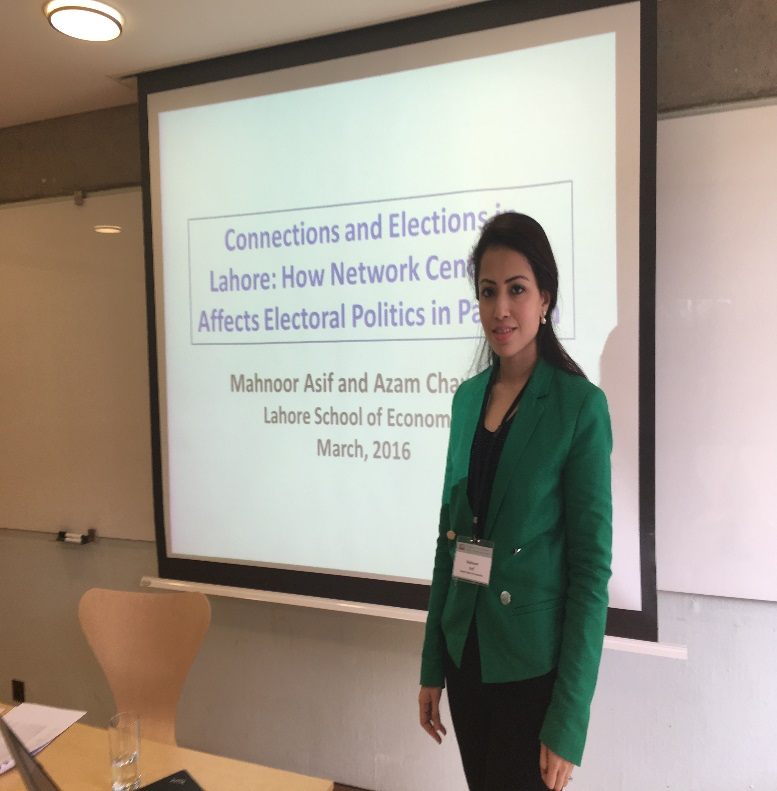 Connections and Elections in
Lahore: How Network
Affects Electoral Politics in
Mahnoor Asif and Azam
Lahore School of
March, 2016